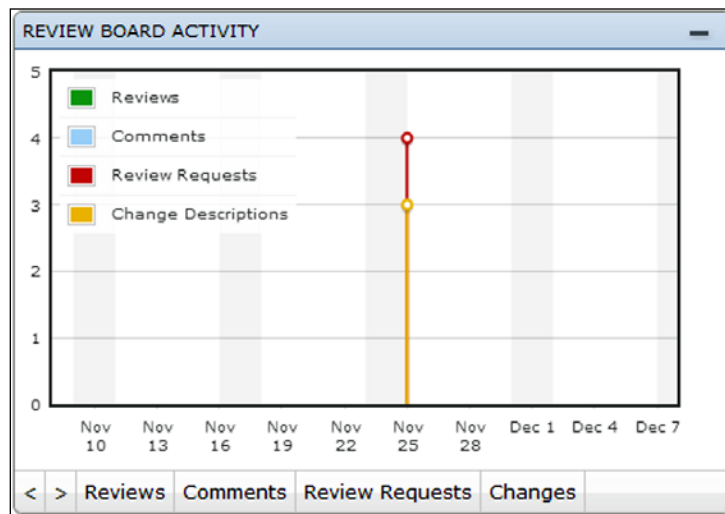 REVIEW BOARD ACTIVITY
5
Reviews
4
Comments
Review Requests
3
Change Descriptions
2
1
0
Nov Nov Nov Nov Nov Nov Nov Dec 1 Dec 4 Dec 7
10 13 16 19 22 25 28
< > Reviews Comments Review Requests Changes